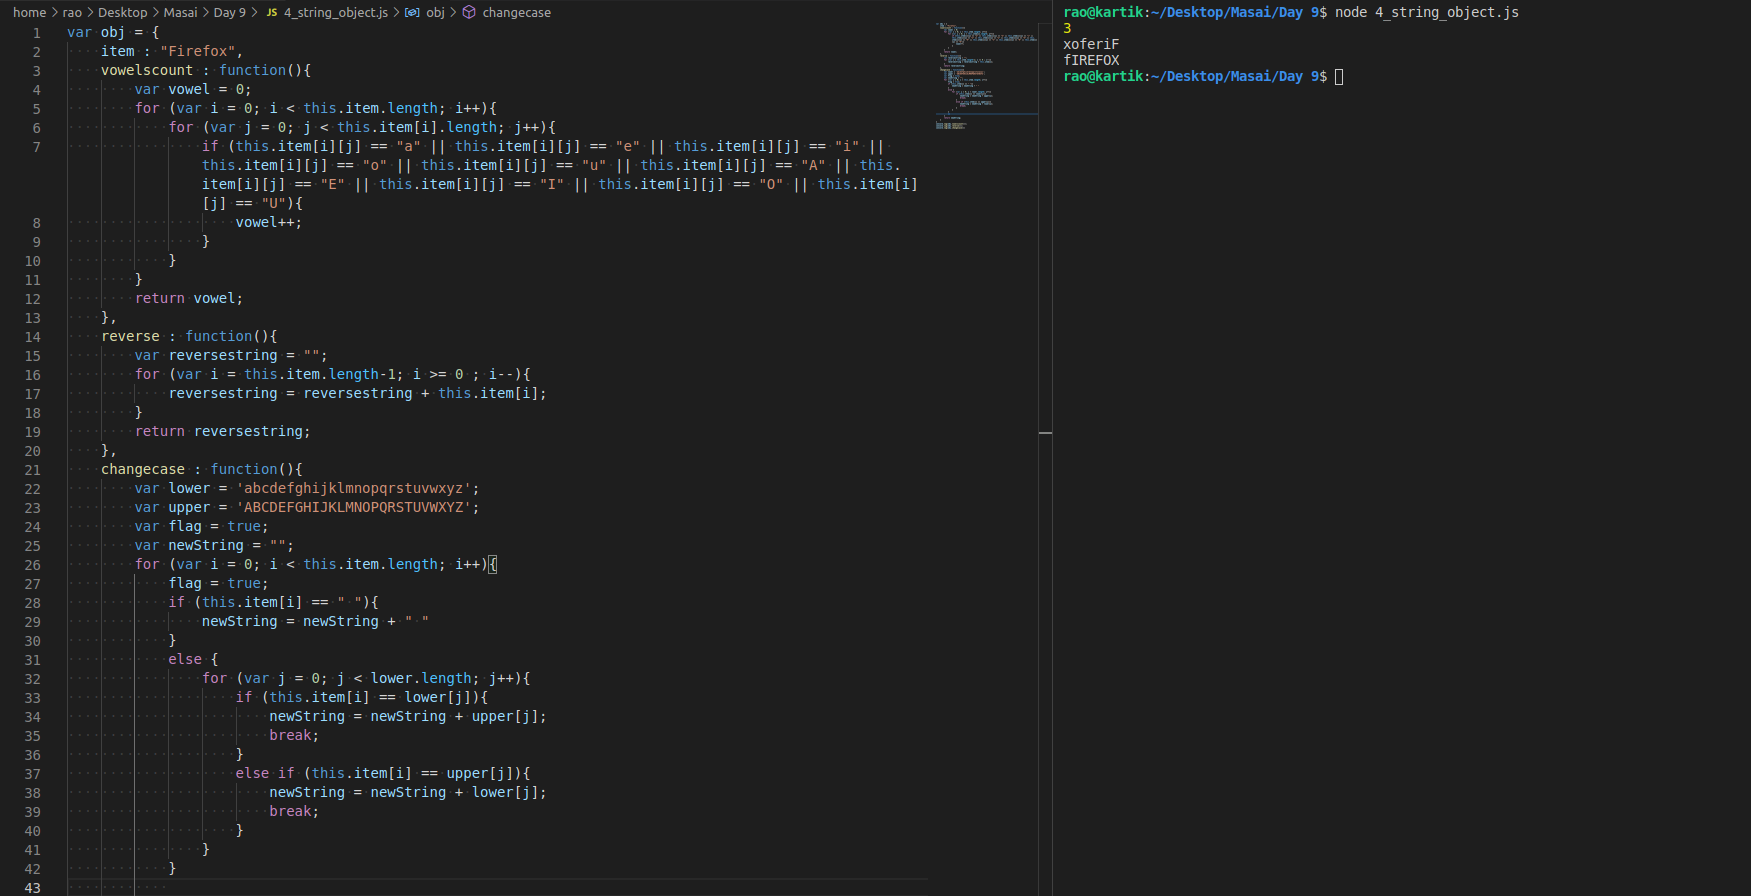 home > rao > Desktop > Masai > Day 9 > JS 4_string_object.js > obj > changecase
1 var obj = {
2 item : "Firefox",
3 vowelscount : function(){
4 var vowel = 0;
5 for (var i = 0; i < this.item.length; i++){
6 for (var j = 0; j < this.item[i].length; j++){
7 if (this.item[i][j] == "a" || this.item[i][j] == "e" || this.item[i][j] == "i" ||
this.item[i][j] == "o" || this.item[i][j] == "u" || this.item[i][j] == "A" || this.
item[i][j] == "E" || this.item[i][j] == "I" || this.item[i][j] == "O" || this.item[i]
[j] == "U"){
8 vowel++;
9 }
10 }
11 }
12 return vowel;
13 },
14 reverse : function(){
15 var reversestring = "";
16 for (var i = this.item.length-1; i >= 0 ; i--){
17 reversestring = reversestring + this.item[i];
18 }
19 return reversestring;
20 },
21 changecase : function(){
22 var lower = 'abcdefghijklmnopqrstuvwxyz';
23 var upper = 'ABCDEFGHIJKLMNOPQRSTUVWXYZ';
24 var flag = true;
25 var newString = "";
26 for (var i = 0; i < this.item.length; i++){
27 flag = true;
28 if (this.item[i] == " "){
29 newString = newString + " "
30 }
31 else {
32 for (var j = 0; j < lower.length; j++){
33 if (this.item[i] == lower[j]){
34 newString = newString + upper[j];
35 break;
36 }
37 else if (this.item[i] == upper[j]){
38 newString = newString + lower[j];
39 break;
40 }
41 }
42 }
43
rao@kartik:~/Desktop/Masai/Day 9$ node 4_string_object.js
3
xoferiF
fIREFOX
rao@kartik:~/Desktop/Masai/Day 9$